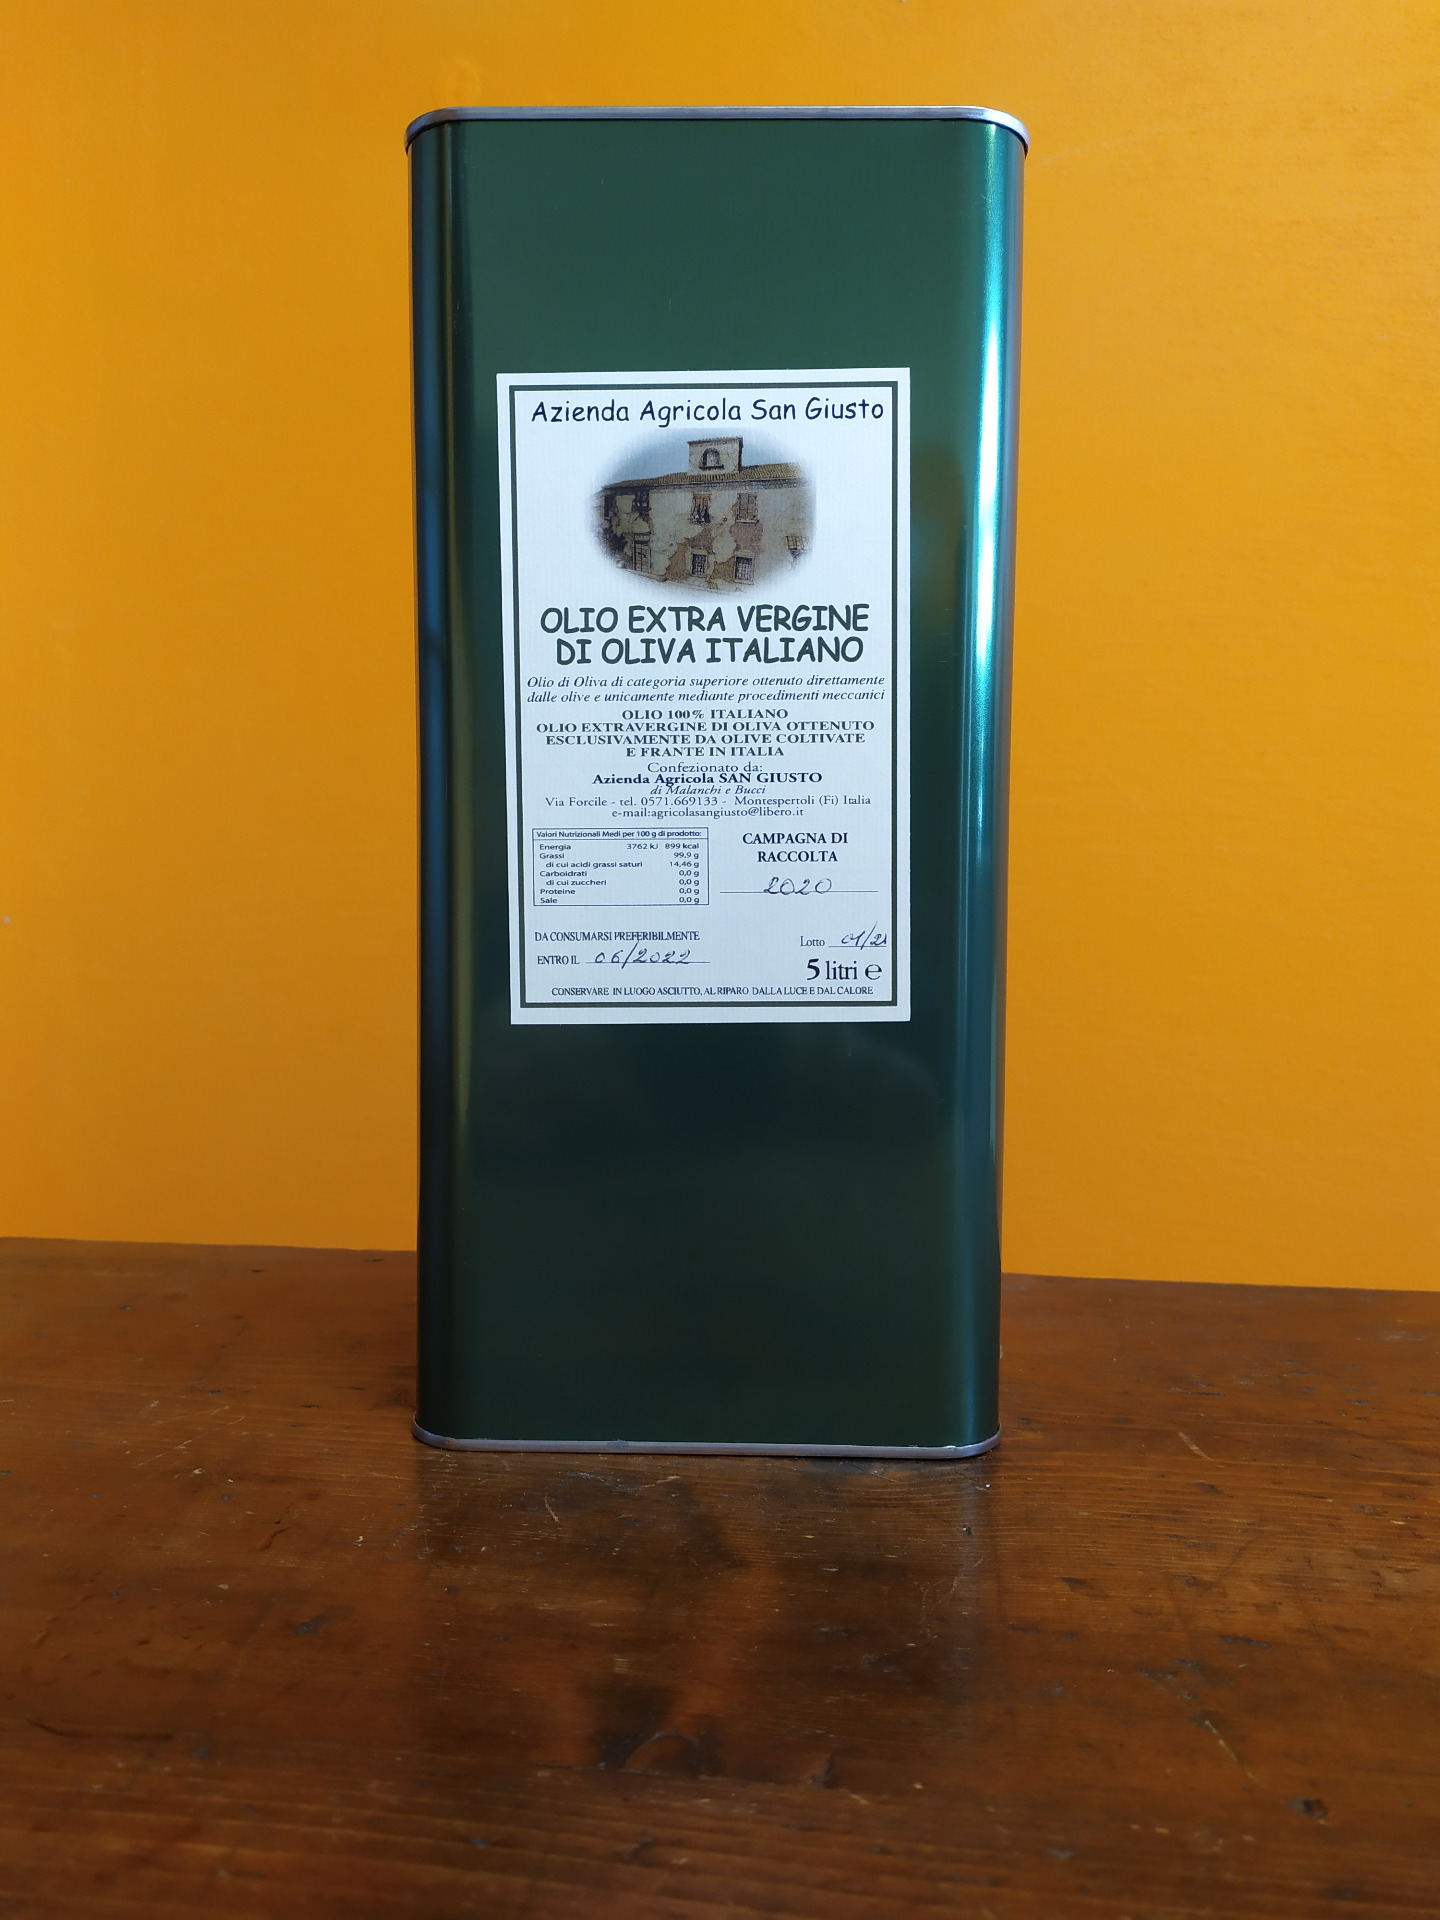 Azienda Agricola San Giusto
OLIO EXTRA VERGINE
DI OLIVA ITALIANO
Olio di Oliva di categoria superiore ottenuto direttamente
dalle olive e unicamente mediante procedimenti meccanici
OLIO 100% ITALIANO
OLIO EXTRAVERGINE DI OLIVA OTTENUTO
ESCLUSIVAMENTE DA OLIVE COLTIVATE
E FRANTE IN ITALIA
Confezionato da:
Azienda Agricola SAN GIUSTO
di Malanchi e Bucci
Via Forcile - tel. 0571.669133 - Montespertoli (Fi) Italia
e-mail:agricolasangiusto@libero.it
Valori Nutrizionali Medi per 100 g di prodotto:
Energia 3762 kJ 899 kcal
Grassi 99,9 g
di cui acidi grassi saturi 14,46 g
Carboidrati 0,0 g
di cui zuccheri 0,0 g
Proteine 0,0 g
Sale 0,0 g
CAMPAGNA DI
RACCOLTA
2020
DA CONSUMARSI PREFERIBILMENTE
ENTRO IL 06/2022
Lotto 01/21
5 litri ℮
CONSERVARE IN LUOGO ASCIUTTO, AL RIPARO DALLA LUCE E DAL CALORE